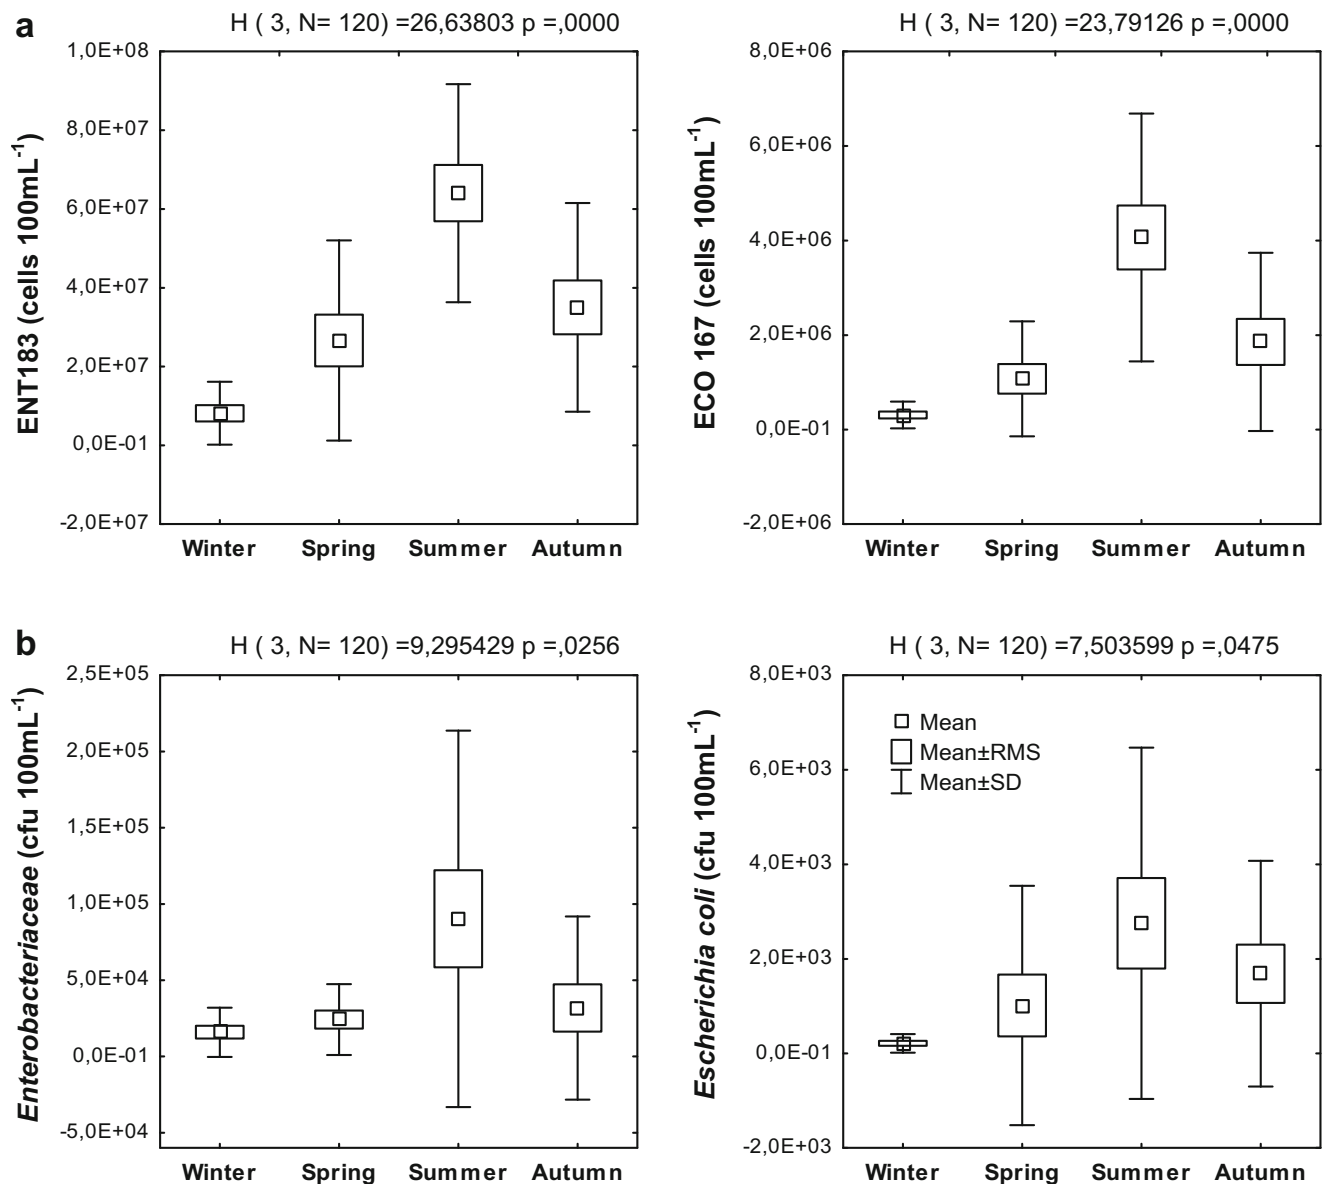 a
H ( 3, N= 120) =26,63803 p =,0000
ENT183 (cells 100mL-1)
1,0E+08
8,0E+07
6,0E+07
4,0E+07
2,0E+07
0,0E-01
-2,0E+07
Winter Spring Summer Autumn
H ( 3, N= 120) =23,79126 p =,0000
ECO 167 (cells 100mL-1)
8,0E+06
6,0E+06
4,0E+06
2,0E+06
0,0E-01
-2,0E+06
Winter Spring Summer Autumn
b
H ( 3, N= 120) =9,295429 p =,0256
Enterobacteriaceae (cfu 100mL-1)
2,5E+05
2,0E+05
1,5E+05
1,0E+05
5,0E+04
0,0E-01
-5,0E+04
Winter Spring Summer Autumn
H ( 3, N= 120) =7,503599 p =,0475
Escherichia coli (cfu 100mL-1)
8,0E+03
6,0E+03
4,0E+03
2,0E+03
0,0E-01
-2,0E+03
Mean
Mean±RMS
Mean±SD
Winter Spring Summer Autumn